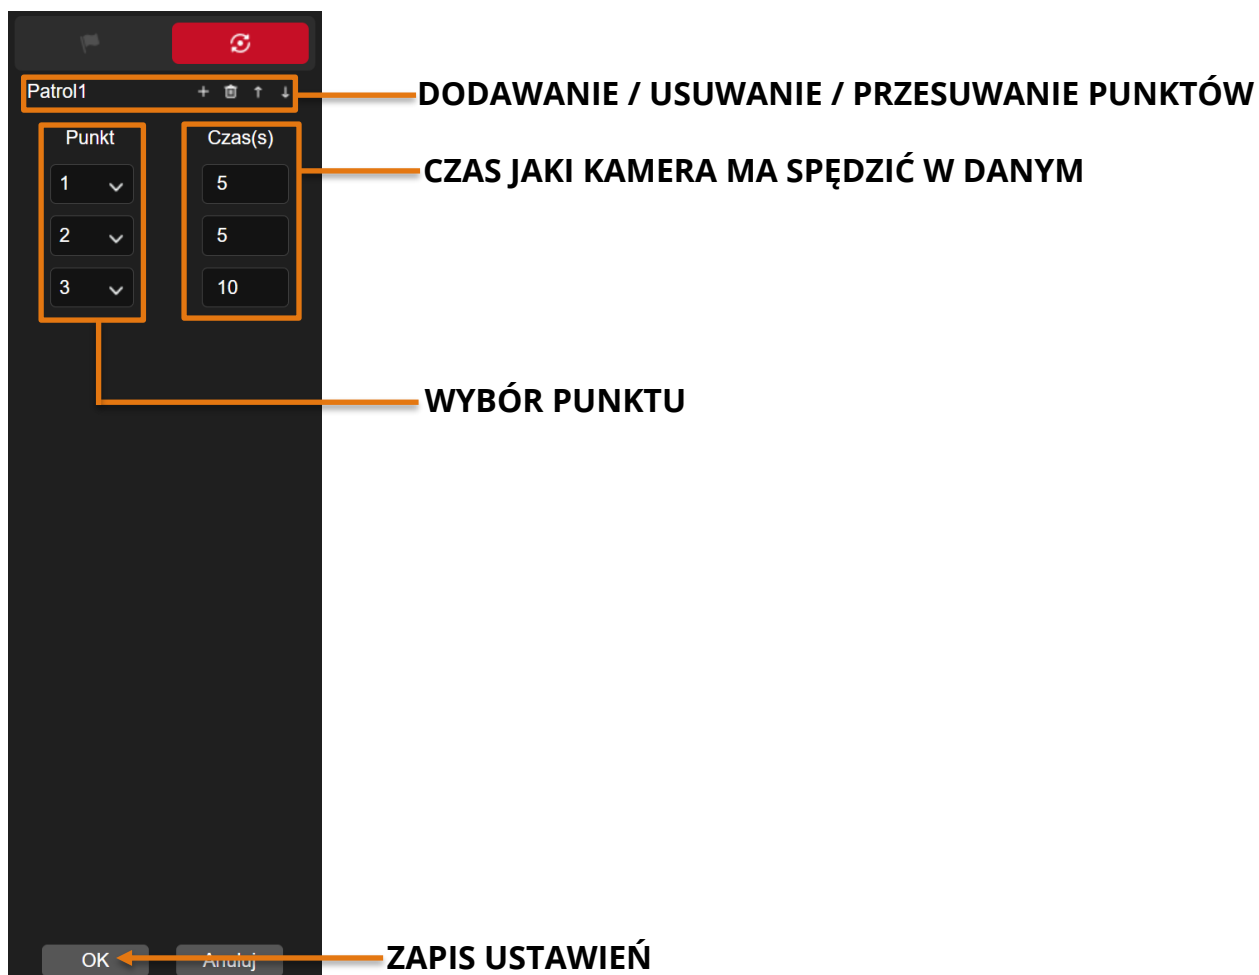 Patrol1
DODAWANIE / USUWANIE / PRZESUWANIE PUNKTÓW
Punkt Czas(s)
CZAS JAKI KAMERA MA SPĘDZIĆ W DANYM
1 5
2 5
3 10
WYBÓR PUNKTU
OK Anuluj
ZAPIS USTAWIEŃ